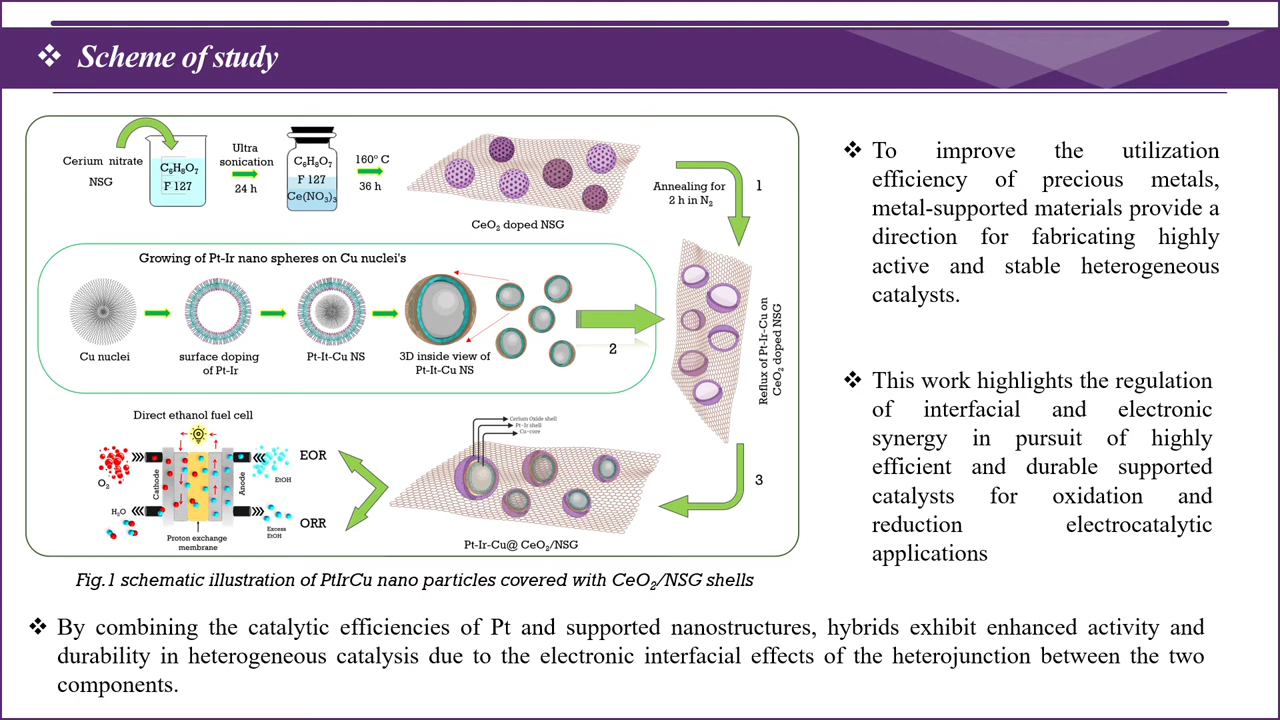 ❖ Scheme of study
Cerium nitrate
NSG
C₆H₈O₇
F 127
Ultra
sonication
24 h
C₆H₈O₇
F 127
Ce(NO₃)₃
160° C
36 h
CeO₂ doped NSG
Annealing for
2 h in N₂
1
Growing of Pt-Ir nano spheres on Cu nuclei's
Cu nuclei
surface doping
of Pt-Ir
Pt-It-Cu NS
3D inside view of
Pt-It-Cu NS
2
Reflux of Pt-Ir-Cu on
CeO₂ doped NSG
3
Direct ethanol fuel cell
O₂
H₂O
Cathode
Anode
EtOH
Excess
EtOH
Proton exchange
membrane
EOR
ORR
Cerium Oxide shell
Pt-Ir shell
Cu-core
Pt-Ir-Cu@ CeO₂/NSG
Fig.1 schematic illustration of PtIrCu nano particles covered with CeO₂/NSG shells
❖ To improve the utilization
efficiency of precious metals,
metal-supported materials provide a
direction for fabricating highly
active and stable heterogeneous
catalysts.
❖ This work highlights the regulation
of interfacial and electronic
synergy in pursuit of highly
efficient and durable supported
catalysts for oxidation and
reduction electrocatalytic
applications
❖ By combining the catalytic efficiencies of Pt and supported nanostructures, hybrids exhibit enhanced activity and
durability in heterogeneous catalysis due to the electronic interfacial effects of the heterojunction between the two
components.